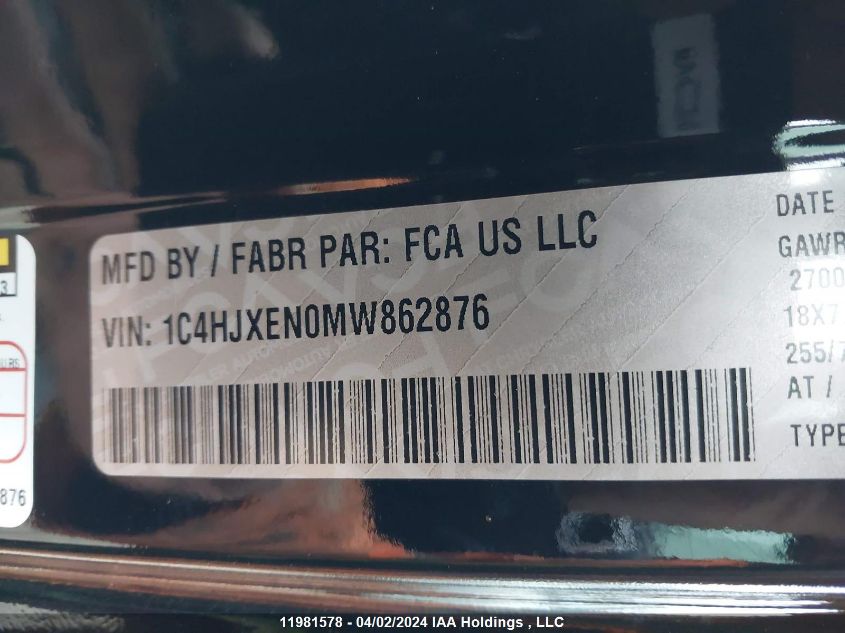 MFD BY / FABR PAR: FCA US LLC
VIN: 1C4HJXEN0MW862876
DATE
GAWR
2700
18X7
255/7
AT /
TYPE
3
876
11981578 - 04/02/2024 IAA Holdings , LLC